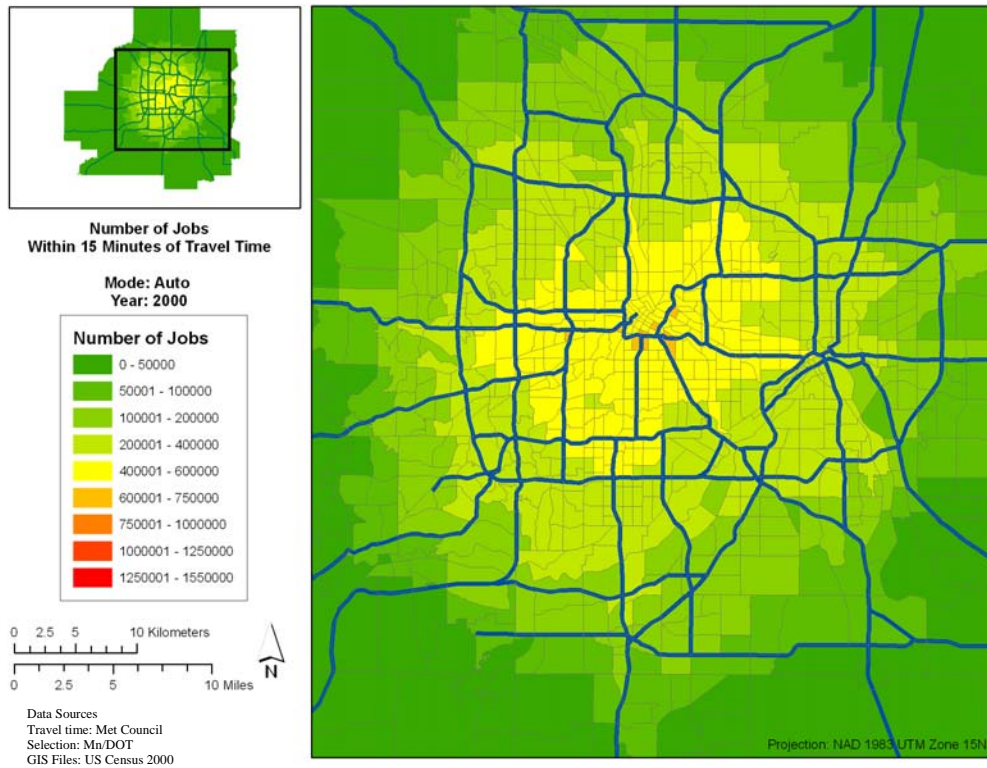 Number of Jobs
Within 15 Minutes of Travel Time
Mode: Auto
Year: 2000
Number of Jobs
0 - 50000
50001 - 100000
100001 - 200000
200001 - 400000
400001 - 600000
600001 - 750000
750001 - 1000000
1000001 - 1250000
1250001 - 1550000
0 2.5 5 10 Kilometers
0 2.5 5 10 Miles
N
Data Sources
Travel time: Met Council
Selection: Mn/DOT
GIS Files: US Census 2000
Projection: NAD 1983 UTM Zone 15N